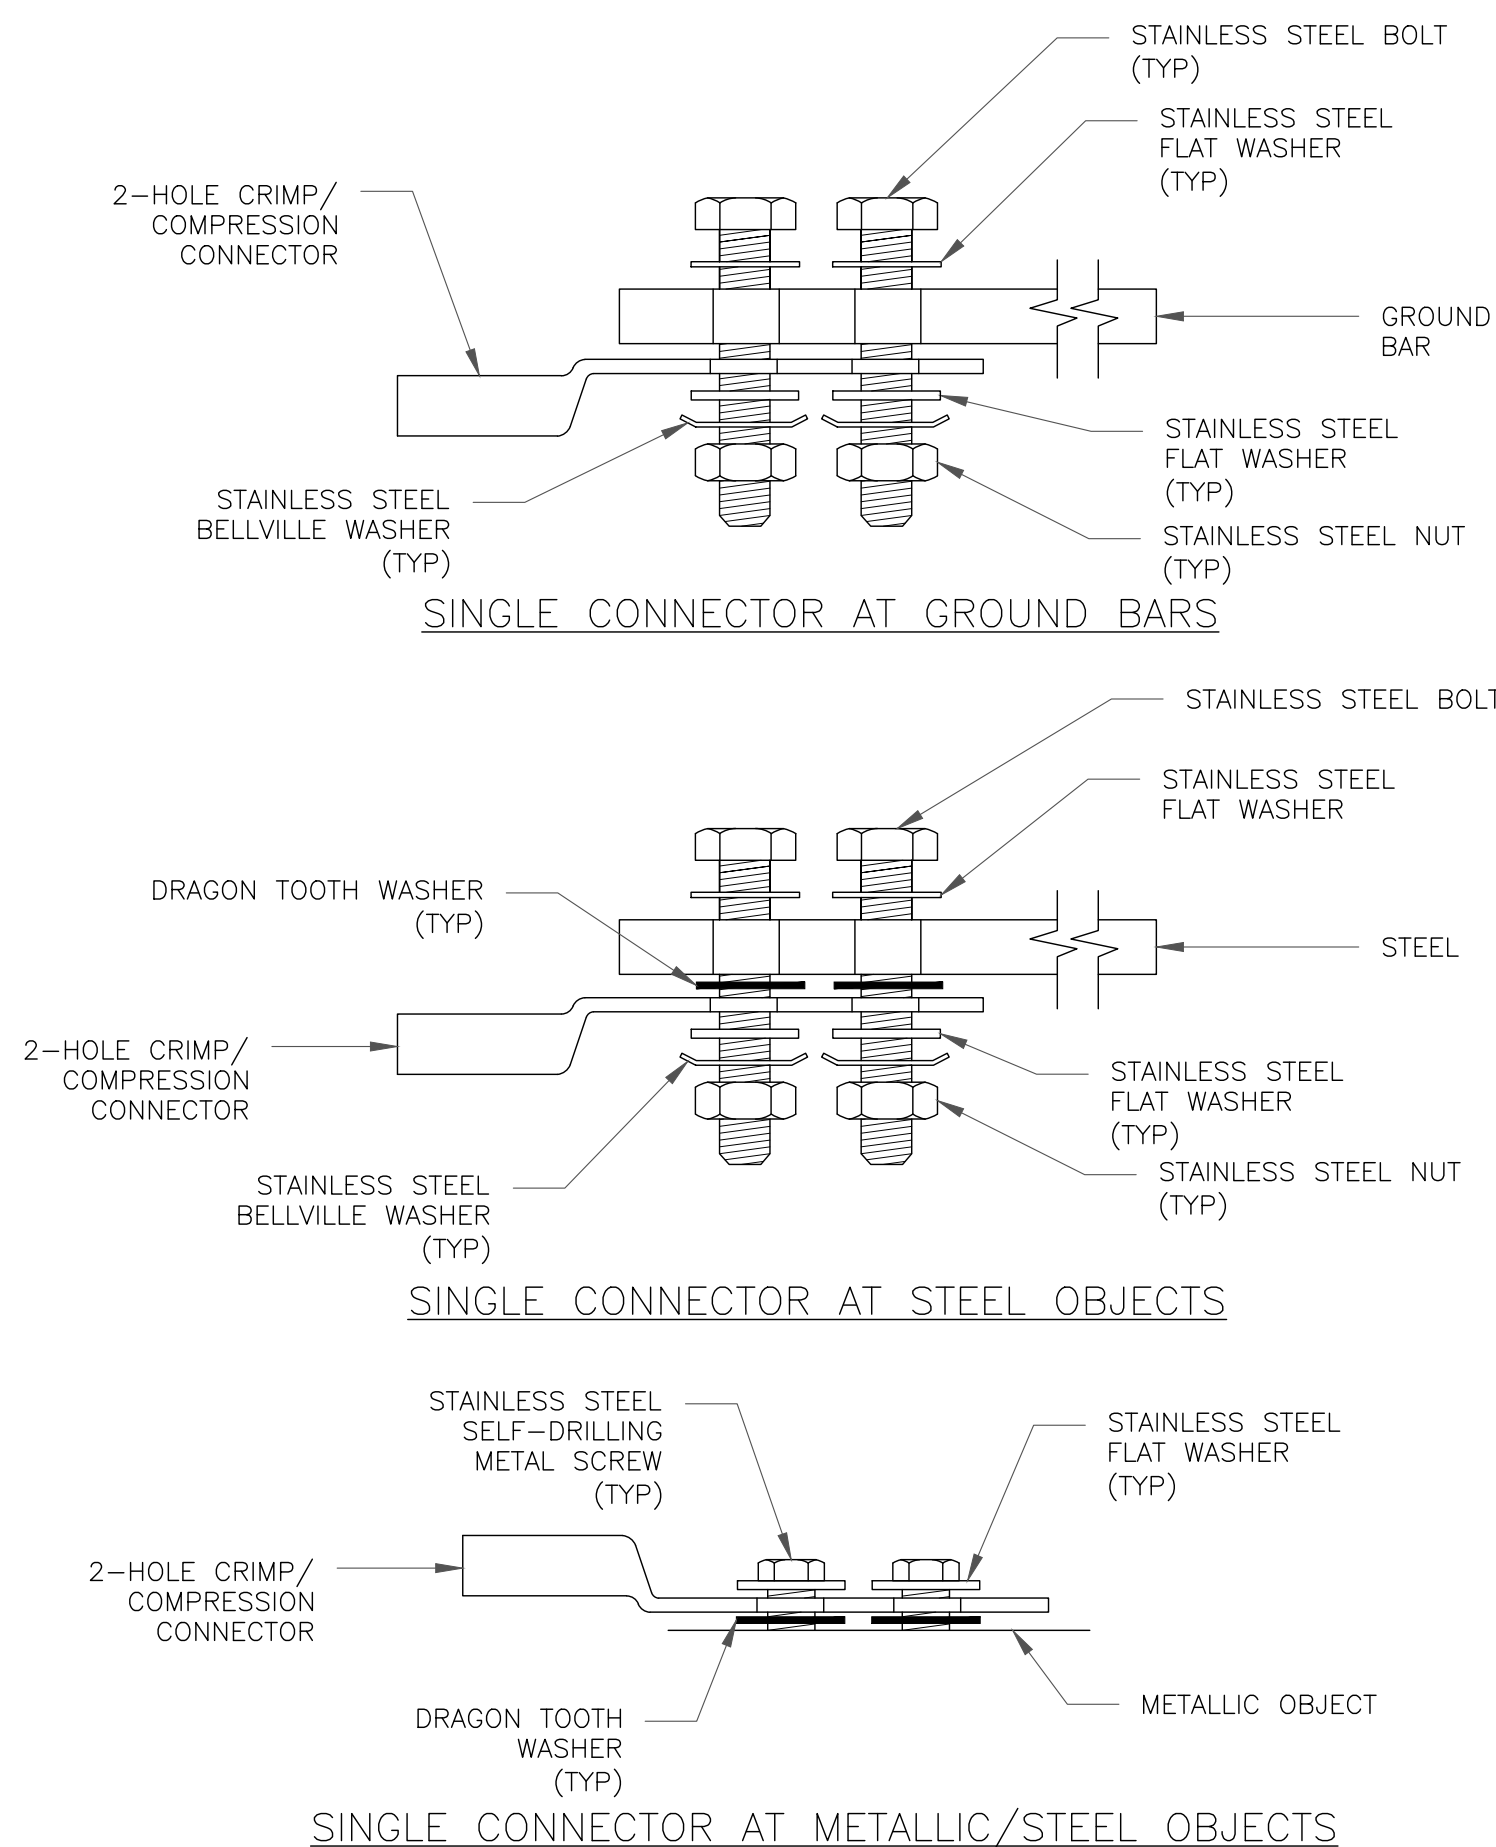 STAINLESS STEEL BOLT
(TYP)
STAINLESS STEEL
FLAT WASHER
(TYP)
2-HOLE CRIMP/
COMPRESSION
CONNECTOR
GROUND
BAR
STAINLESS STEEL
FLAT WASHER
(TYP)
STAINLESS STEEL
BELLVILLE WASHER
(TYP)
STAINLESS STEEL NUT
(TYP)
SINGLE CONNECTOR AT GROUND BARS
STAINLESS STEEL BOLT
STAINLESS STEEL
FLAT WASHER
DRAGON TOOTH WASHER
(TYP)
STEEL
2-HOLE CRIMP/
COMPRESSION
CONNECTOR
STAINLESS STEEL
FLAT WASHER
(TYP)
STAINLESS STEEL NUT
(TYP)
STAINLESS STEEL
BELLVILLE WASHER
(TYP)
SINGLE CONNECTOR AT STEEL OBJECTS
STAINLESS STEEL
SELF-DRILLING
METAL SCREW
(TYP)
STAINLESS STEEL
FLAT WASHER
(TYP)
2-HOLE CRIMP/
COMPRESSION
CONNECTOR
METALLIC OBJECT
DRAGON TOOTH
WASHER
(TYP)
SINGLE CONNECTOR AT METALLIC/STEEL OBJECTS